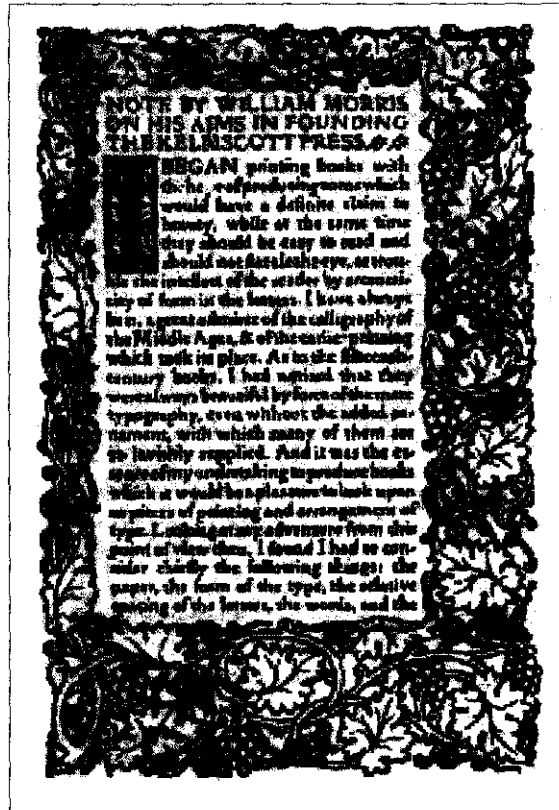 NOTE BY WILLIAM MORRIS
ON HIS AIMS IN FOUNDING
THE KELMSCOTT PRESS
BEGAN printing books with
the of producing some which
would have a definite claim to
beauty, while at the same time
they should be easy to read and
should not dazzle the eye, or trou-
ble the intellect of the reader by eccentri-
city of form in the letters. I have always
been a great admirer of the calligraphy of
the Middle Ages, & of the earlier printing
which took its place. As to the fifteenth-
century books, I had noticed that they
were always beautiful by force of the mere
typography, even without the added or-
nament, with which many of them are
so lavishly supplied. And it was the es-
sence of my undertaking to produce books
which it would be a pleasure to look upon
as pieces of printing and arrangement of
type. Looking at my adventure from this
point of view then, I found I had to con-
sider chiefly the following things: the
paper, the form of the type, the relative
spacing of the letters, the words, and the